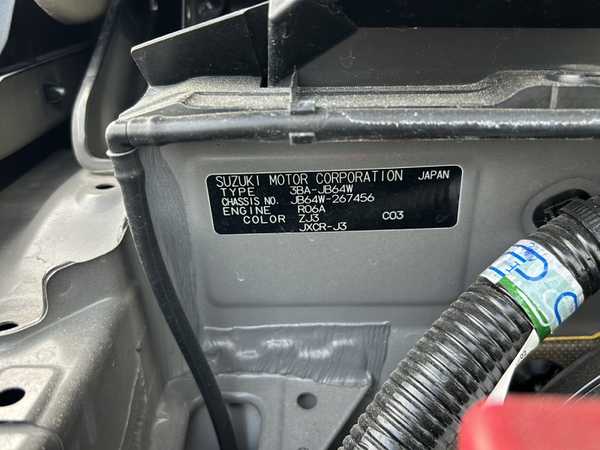 SUZUKI MOTOR CORPORATION JAPAN
TYPE 3BA-JB64W
CHASSIS NO. JB64W-267456
ENGINE R06A
COLOR ZJ3 C03
JXCR-J3